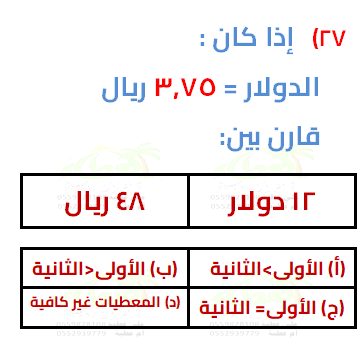 ٢٧) إذا كان :
الدولار = ٣,٧٥ ريال
قارن بين:
١٢ دولار ٤٨ ريال
(أ) الأولى>الثانية (ب) الأولى<الثانية
(ج) الأولى= الثانية (د) المعطيات غير كافية